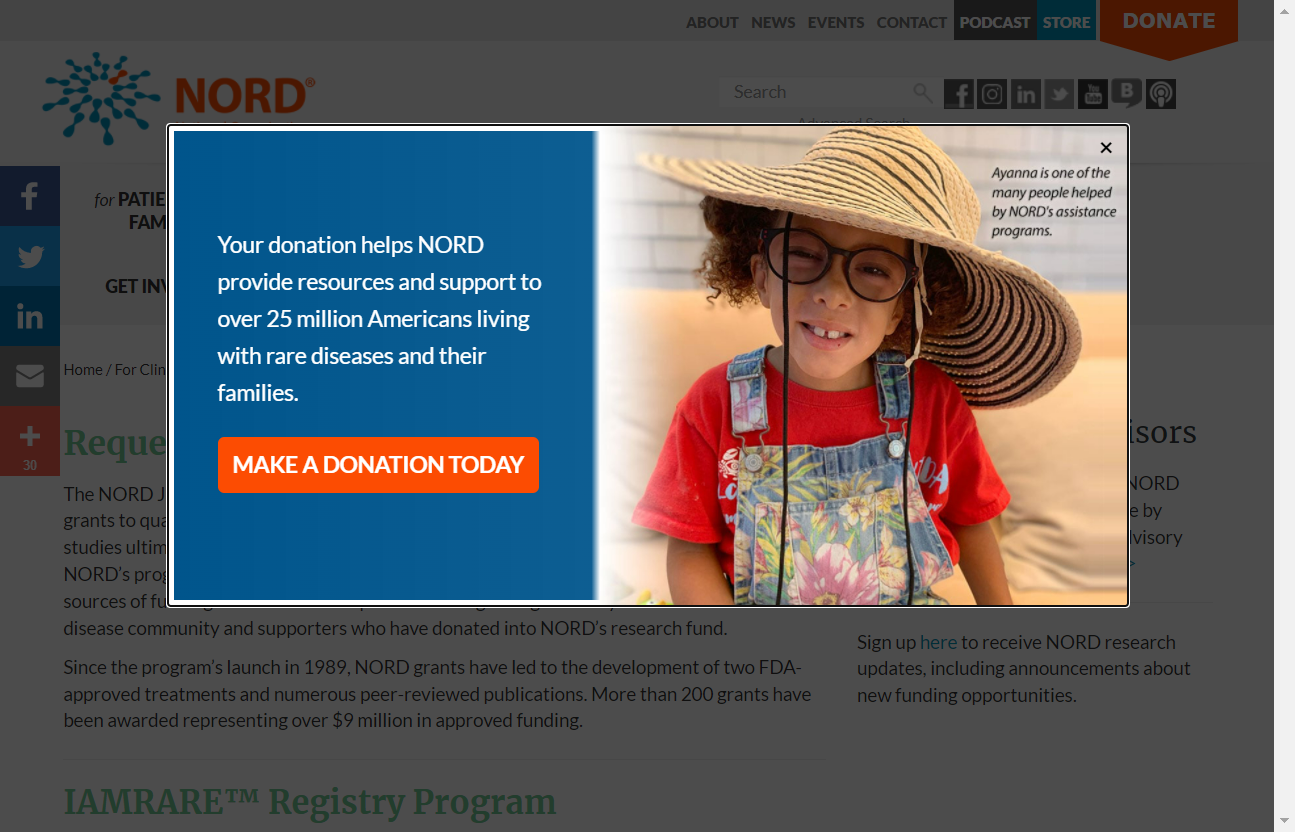 ABOUT NEWS EVENTS CONTACT PODCAST STORE DONATE
NORD®
Search
Advanced Search
for PATIE
FAM
GET INV
30
Home / For Clin
Your donation helps NORD
provide resources and support to
over 25 million Americans living
with rare diseases and their
families.
MAKE A DONATION TODAY
×
Ayanna is one of the
many people helped
by NORD's assistance
programs.
Reque
The NORD J
grants to qua
studies ultim
NORD's prog
sources of fu
disease community and supporters who have donated into NORD's research fund.
Since the program's launch in 1989, NORD grants have led to the development of two FDA-
approved treatments and numerous peer-reviewed publications. More than 200 grants have
been awarded representing over $9 million in approved funding.
IAMRARE™ Registry Program
isors
NORD
e by
dvisory
>
Sign up here to receive NORD research
updates, including announcements about
new funding opportunities.